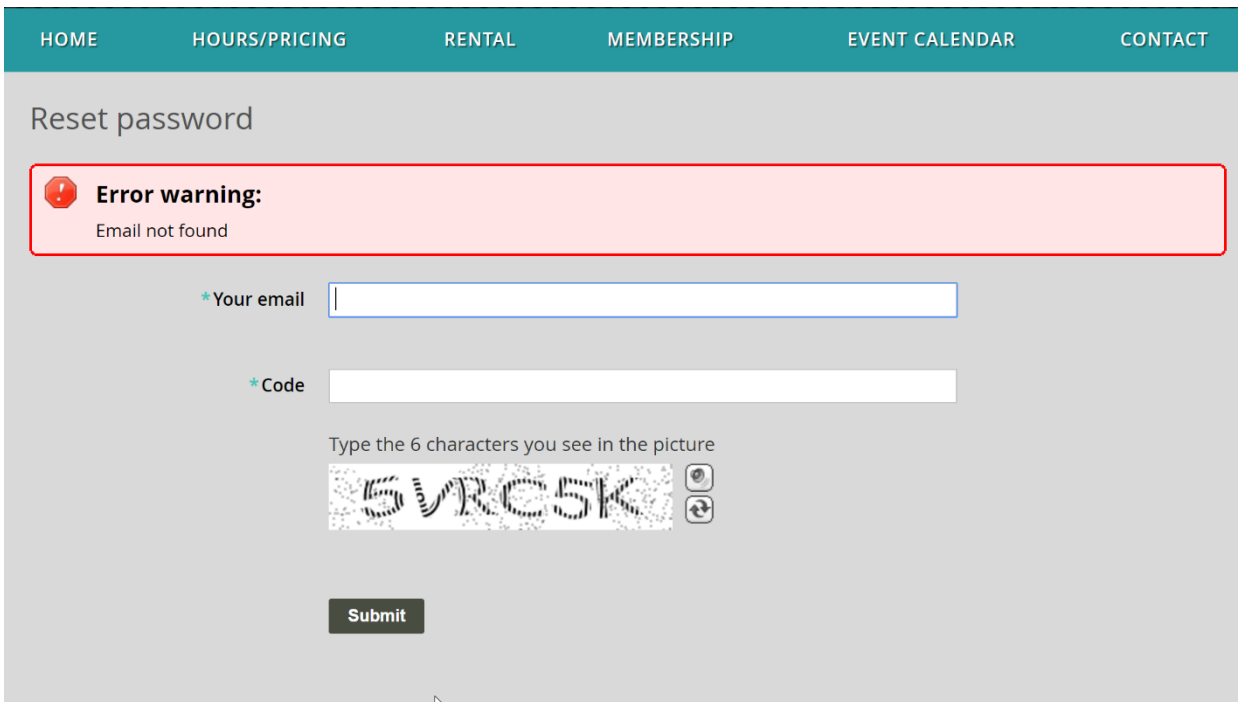 HOME HOURS/PRICING RENTAL MEMBERSHIP EVENT CALENDAR CONTACT
Reset password
Error warning:
Email not found
*Your email
*Code
Type the 6 characters you see in the picture
5VRC5K
Submit